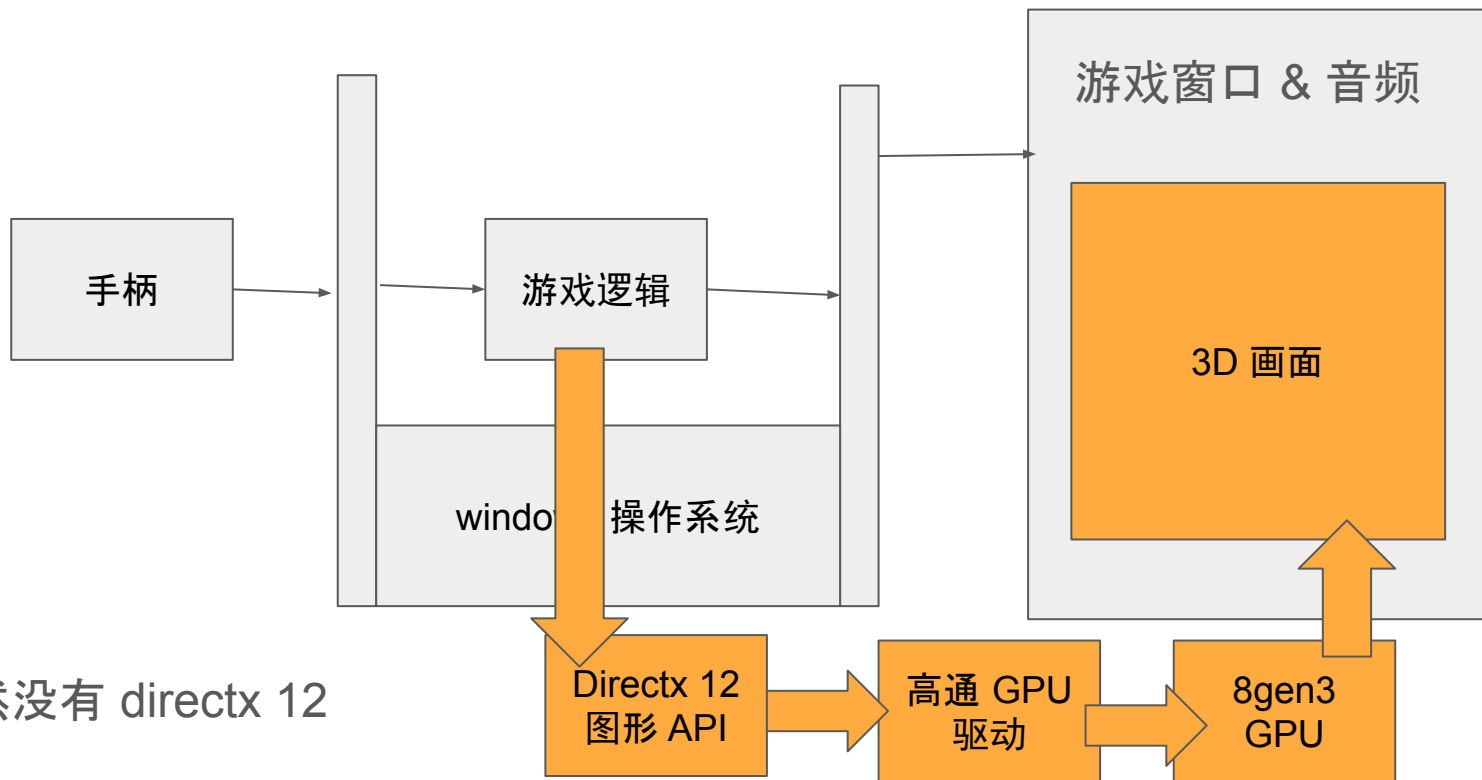 游戏窗口 & 音频
手柄
游戏逻辑
3D 画面
windo 操作系统
没有 directx 12
Directx 12
图形 API
高通 GPU
驱动
8gen3
GPU